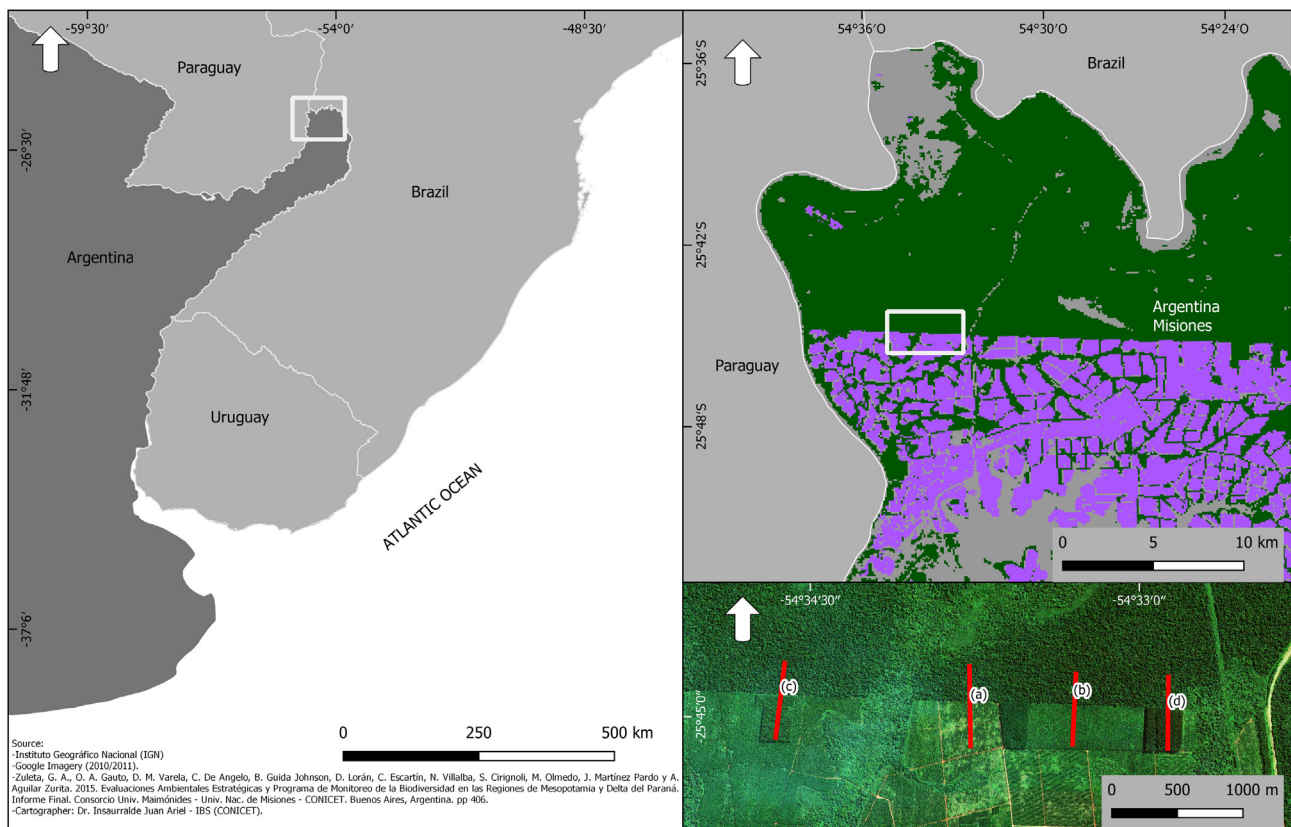 -59°30′
-54°0′
-48°30′
-26°30′
-31°48′
-37°6′
Paraguay
Brazil
Argentina
Uruguay
ATLANTIC OCEAN
0 250 500 km
Source:
-Instituto Geográfico Nacional (IGN)
-Google Imagery (2010/2011).
-Zuleta, G. A., O. A. Gauto, D. M. Varela, C. De Angelo, B. Guida Johnson, D. Lorán, C. Escartín, N. Villalba, S. Cirignoli, M. Olmedo, J. Martínez Pardo y A.
Aguilar Zurita. 2015. Evaluaciones Ambientales Estratégicas y Programa de Monitoreo de la Biodiversidad en las Regiones de Mesopotamia y Delta del Paraná.
Informe Final. Consorcio Univ. Maimónides - Univ. Nac. de Misiones - CONICET. Buenos Aires, Argentina. pp 406.
-Cartographer: Dr. Insaurralde Juan Ariel - IBS (CONICET).
54°36′O
54°30′O
54°24′O
25°36′S
25°42′S
25°48′S
Brazil
Argentina
Misiones
Paraguay
0 5 10 km
-54°34′30″
-54°33′0″
-25°45′0″
(c)
(a)
(b)
(d)
0 500 1000 m